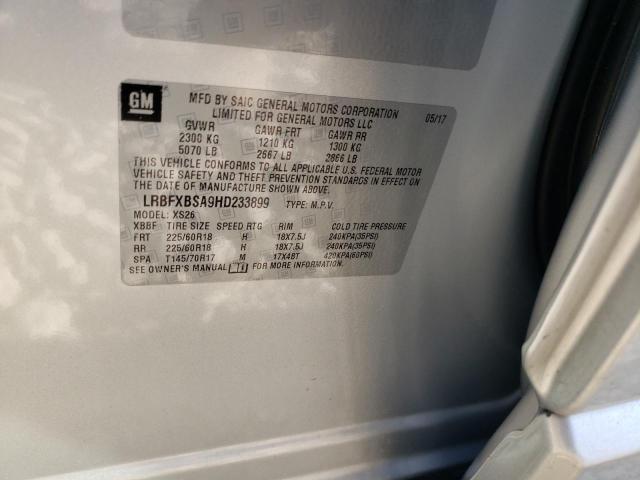 GM
MFD BY SAIC GENERAL MOTORS CORPORATION 05/17
LIMITED FOR GENERAL MOTORS LLC
GVWR GAWR FRT GAWR RR
2300 KG 1210 KG 1300 KG
5070 LB 2667 LB 2866 LB
THIS VEHICLE CONFORMS TO ALL APPLICABLE U.S. FEDERAL MOTOR
VEHICLE SAFETY AND THEFT PREVENTION STANDARDS IN EFFECT ON
THE DATE OF MANUFACTURE SHOWN ABOVE.
LRBFXBSA9HD233899 TYPE: M.P.V.
MODEL: XS26
XBBF TIRE SIZE SPEED RTG RIM COLD TIRE PRESSURE
FRT 225/60R18 H 18X7.5J 240KPA(35PSI)
RR 225/60R18 H 18X7.5J 240KPA(35PSI)
SPA T145/70R17 M 17X4BT 420KPA(60PSI)
SEE OWNER'S MANUAL FOR MORE INFORMATION.